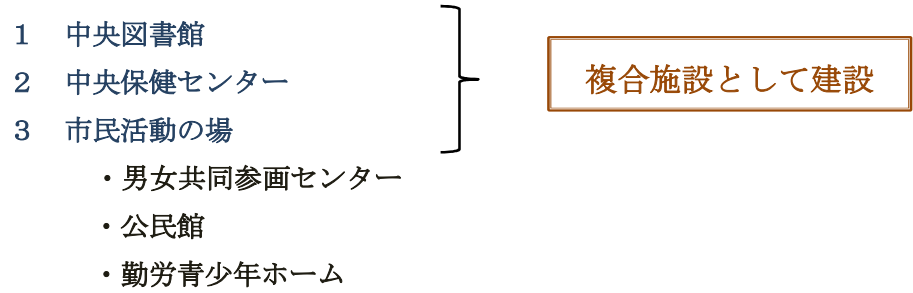 1 中央図書館
2 中央保健センター
3 市民活動の場
・男女共同参画センター
・公民館
・勤労青少年ホーム
複合施設として建設